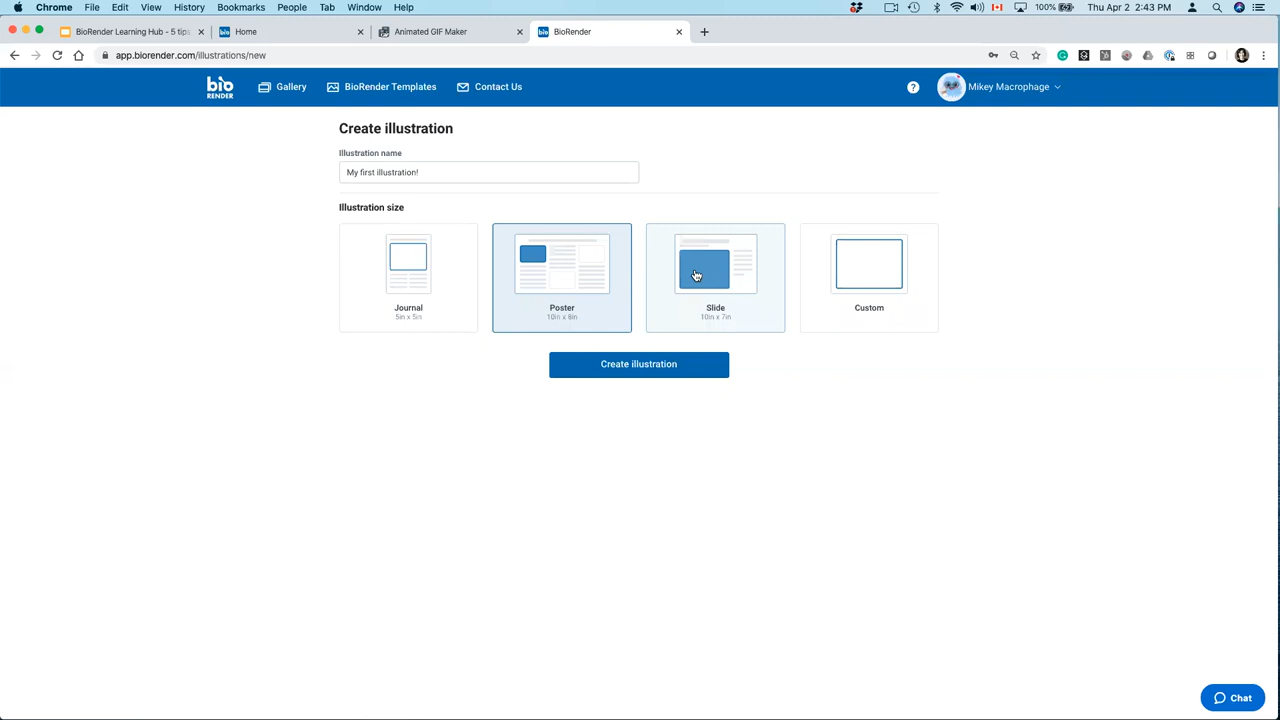 Chrome File Edit View History Bookmarks People Tab Window Help 100% Thu Apr 2 2:43 PM
BioRender Learning Hub - 5 tips
Home
Animated GIF Maker
BioRender
app.biorender.com/illustrations/new
bio RENDER
Gallery
BioRender Templates
Contact Us
?
Mikey Macrophage
Create illustration
Illustration name
My first illustration!
Illustration size
Journal
5in x 5in
Poster
10in x 8in
Slide
10in x 7in
Custom
Create illustration
Chat